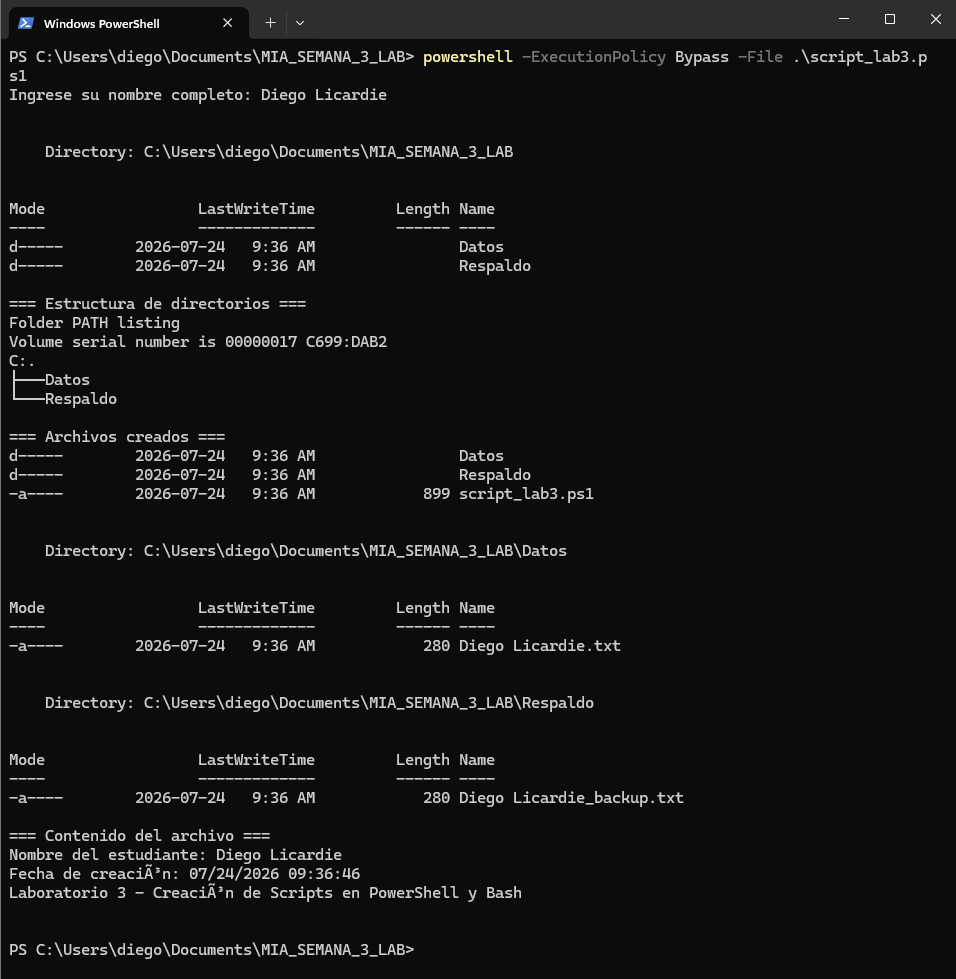 Windows PowerShell
PS C:\Users\diego\Documents\MIA_SEMANA_3_LAB> powershell -ExecutionPolicy Bypass -File .\script_lab3.p
s1
Ingrese su nombre completo: Diego Licardie
Directory: C:\Users\diego\Documents\MIA_SEMANA_3_LAB
Mode                 LastWriteTime         Length Name
----                 -------------         ------ ----
d-----        2026-07-24   9:36 AM                Datos
d-----        2026-07-24   9:36 AM                Respaldo
=== Estructura de directorios ===
Folder PATH listing
Volume serial number is 00000017 C699:DAB2
C:.
├───Datos
└───Respaldo
=== Archivos creados ===
d-----        2026-07-24   9:36 AM                Datos
d-----        2026-07-24   9:36 AM                Respaldo
-a----        2026-07-24   9:36 AM            899 script_lab3.ps1
Directory: C:\Users\diego\Documents\MIA_SEMANA_3_LAB\Datos
Mode                 LastWriteTime         Length Name
----                 -------------         ------ ----
-a----        2026-07-24   9:36 AM            280 Diego Licardie.txt
Directory: C:\Users\diego\Documents\MIA_SEMANA_3_LAB\Respaldo
Mode                 LastWriteTime         Length Name
----                 -------------         ------ ----
-a----        2026-07-24   9:36 AM            280 Diego Licardie_backup.txt
=== Contenido del archivo ===
Nombre del estudiante: Diego Licardie
Fecha de creaciÃ³n: 07/24/2026 09:36:46
Laboratorio 3 - CreaciÃ³n de Scripts en PowerShell y Bash
PS C:\Users\diego\Documents\MIA_SEMANA_3_LAB>